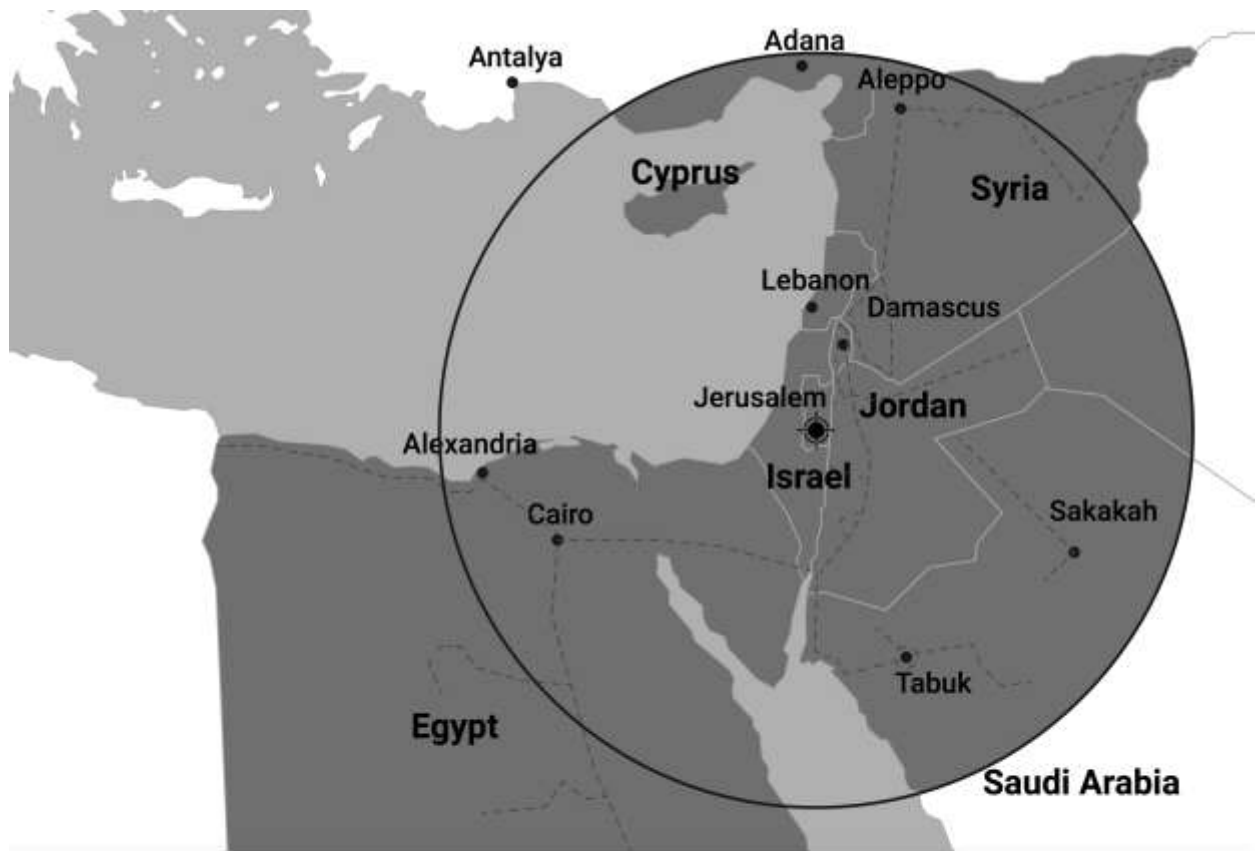 Adana
Antalya
Aleppo
Cyprus
Syria
Lebanon
Damascus
Jerusalem
Jordan
Alexandria
Israel
Cairo
Sakakah
Tabuk
Egypt
Saudi Arabia